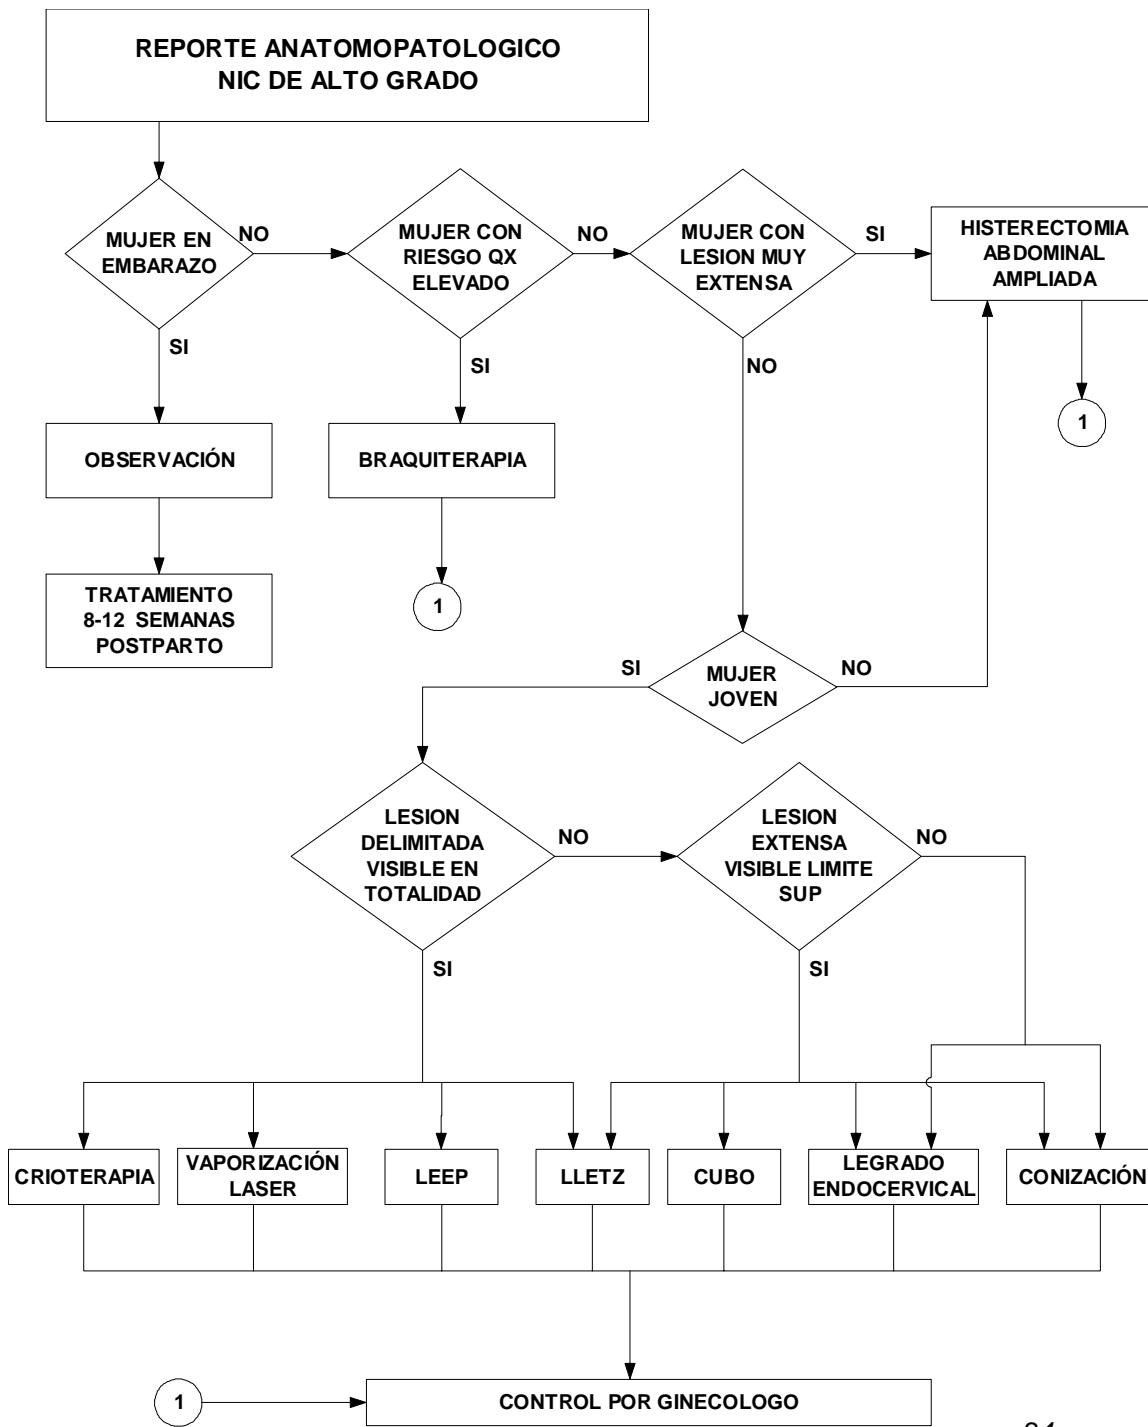 REPORTE ANATOMOPATOLOGICO
NIC DE ALTO GRADO
MUJER EN
EMBARAZO
NO
SI
MUJER CON
RIESGO QX
ELEVADO
NO
SI
MUJER CON
LESION MUY
EXTENSA
SI
NO
HISTERECTOMIA
ABDOMINAL
AMPLIADA
1
OBSERVACIÓN
BRAQUITERAPIA
TRATAMIENTO
8-12 SEMANAS
POSTPARTO
1
SI
MUJER
JOVEN
NO
LESION
DELIMITADA
VISIBLE EN
TOTALIDAD
NO
SI
LESION
EXTENSA
VISIBLE LIMITE
SUP
NO
SI
CRIOTERAPIA
VAPORIZACIÓN
LASER
LEEP
LLETZ
CUBO
LEGRADO
ENDOCERVICAL
CONIZACIÓN
1
CONTROL POR GINECOLOGO